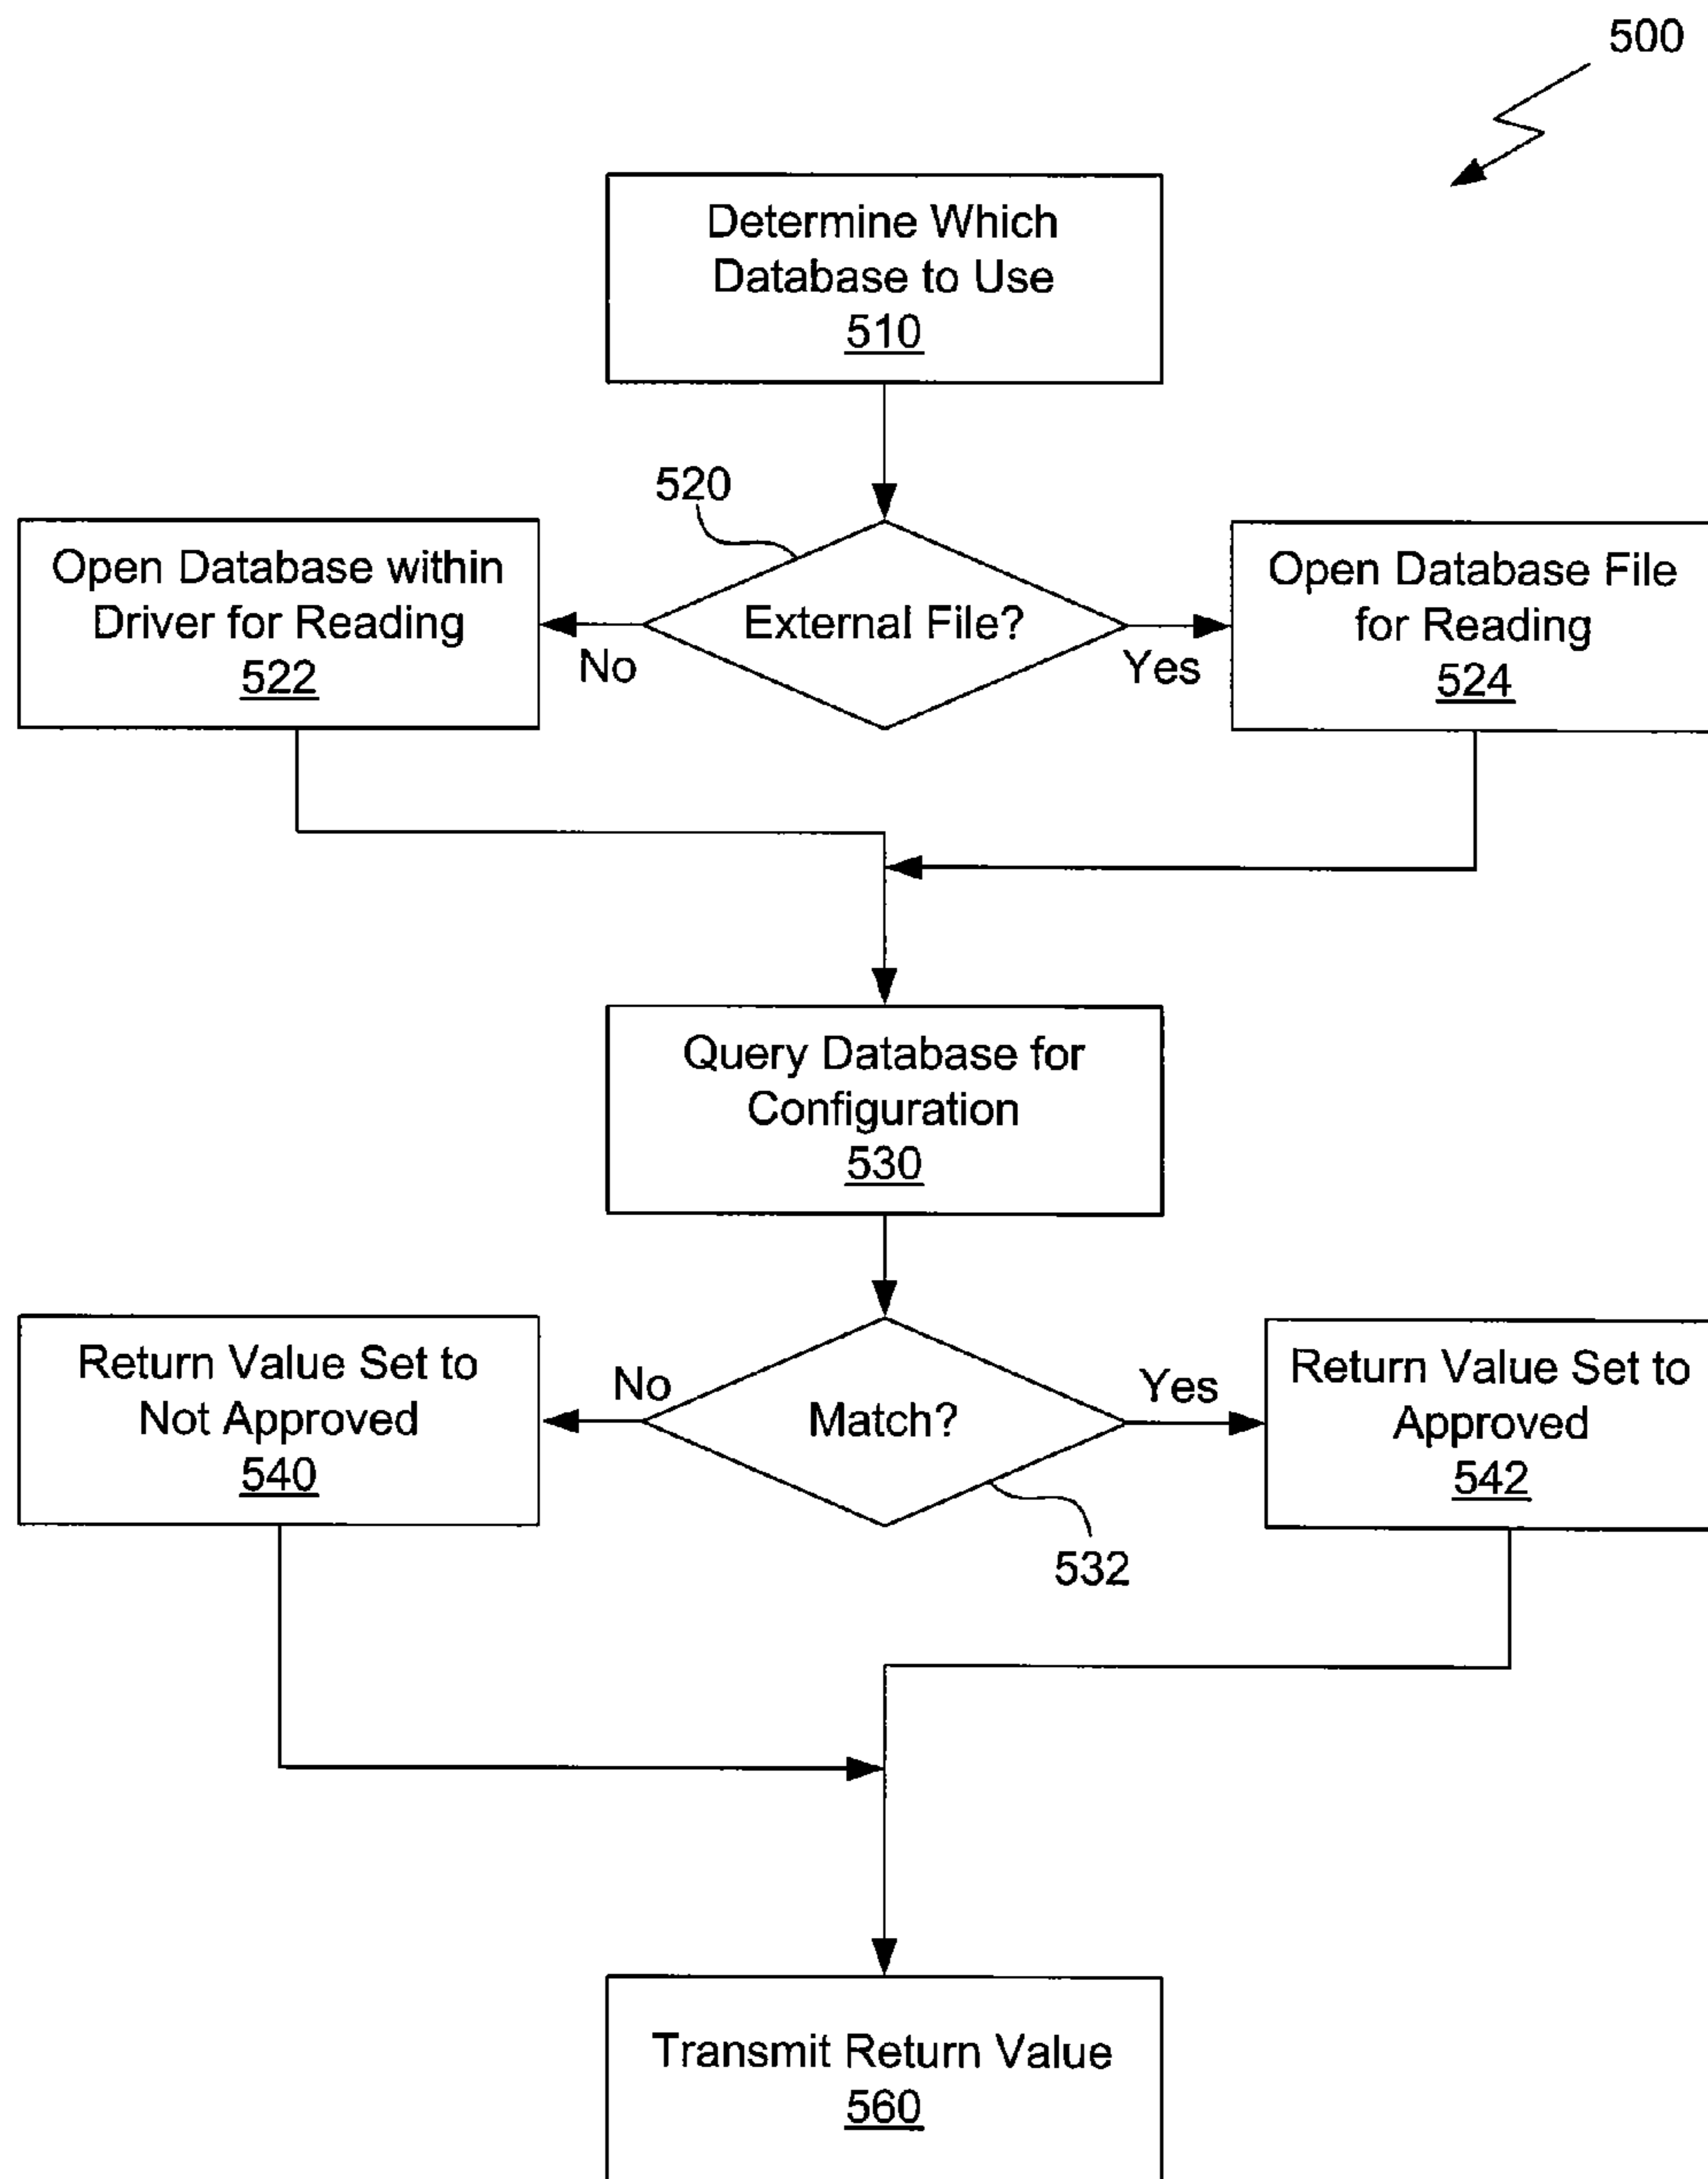 500
Determine Which
Database to Use
510
520
Open Database within
Driver for Reading
522
No
External File?
Yes
Open Database File
for Reading
524
Query Database for
Configuration
530
Return Value Set to
Not Approved
540
No
Match?
Yes
532
Return Value Set to
Approved
542
Transmit Return Value
560